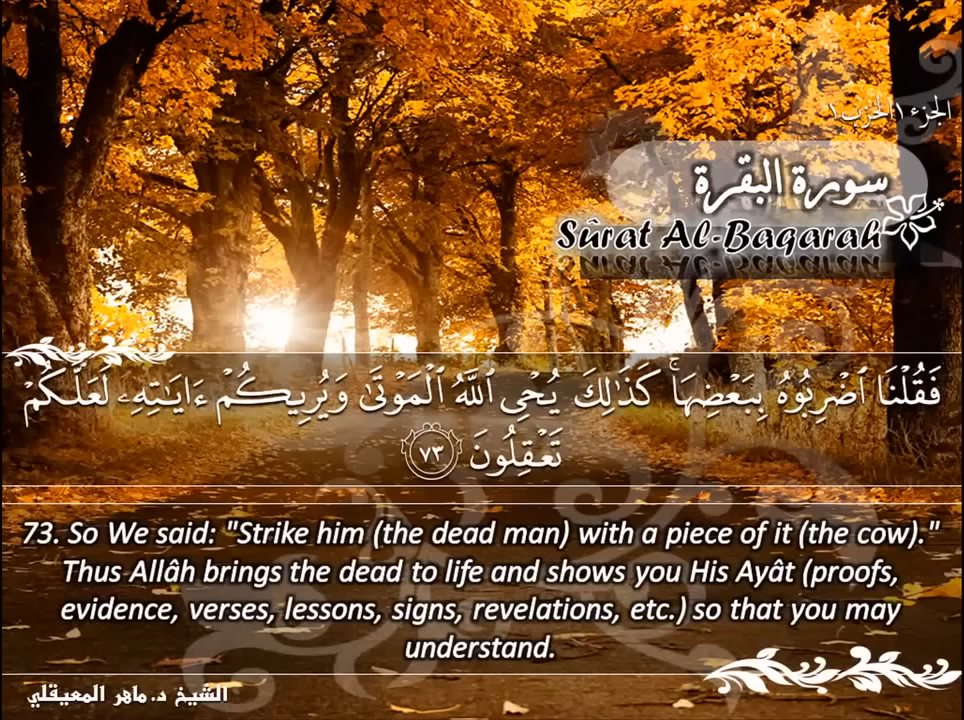 الجزء ١ الحزب ١
سورة البقرة
Sûrat Al-Baqarah
فَقُلْنَا ٱضْرِبُوهُ بِبَعْضِهَا ۚ كَذَٰلِكَ يُحْىِ ٱللَّهُ ٱلْمَوْتَىٰ وَيُرِيكُمْ ءَايَـٰتِهِۦ لَعَلَّكُمْ
تَعْقِلُونَ ٧٣
73. So We said: "Strike him (the dead man) with a piece of it (the cow)."
Thus Allâh brings the dead to life and shows you His Ayât (proofs,
evidence, verses, lessons, signs, revelations, etc.) so that you may
understand.
الشيخ د. ماهر المعيقلي